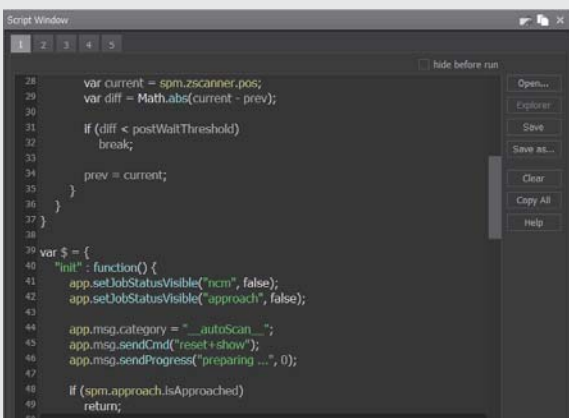 Script Window
1 2 3 4 5
hide before run
28 var current = spm.zscanner.pos;
29 var diff = Math.abs(current - prev);
30
31 if (diff < postWaitThreshold)
32 break;
33
34 prev = current;
35 }
36 }
37 }
38
39 var $ = {
40 "init" : function() {
41 app.setJobStatusVisible("ncm", false);
42 app.setJobStatusVisible("approach", false);
43
44 app.msg.category = "__autoScan__";
45 app.msg.sendCmd("reset+show");
46 app.msg.sendProgress("preparing ...", 0);
47
48 if (spm.approach.isApproached)
49 return;
Open...
Explorer
Save
Save as...
Clear
Copy All
Help